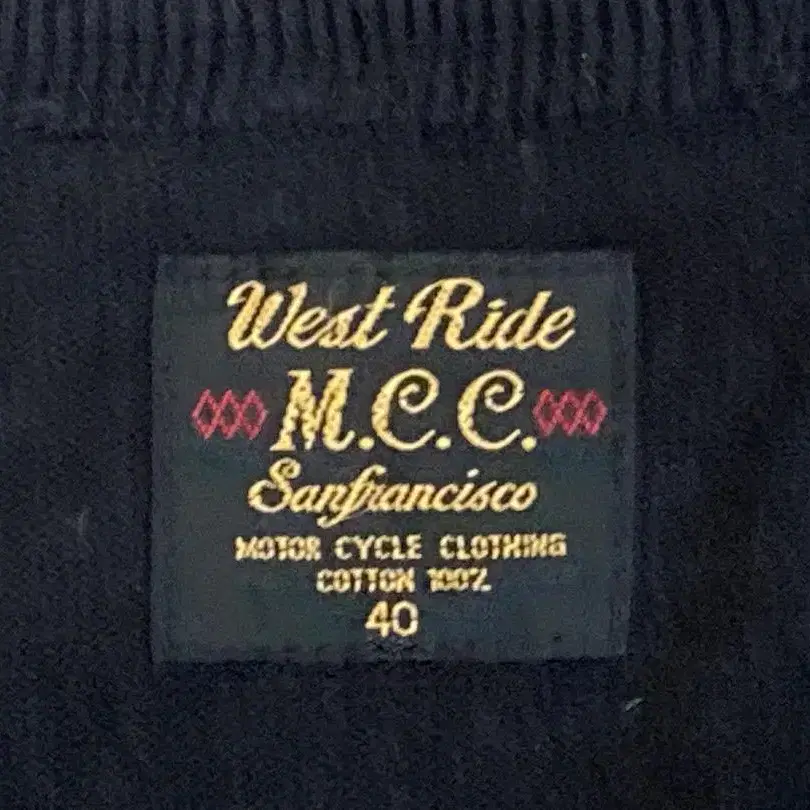 West Ride
M.C.C.
Sanfrancisco
MOTOR CYCLE CLOTHING
COTTON 100%
40